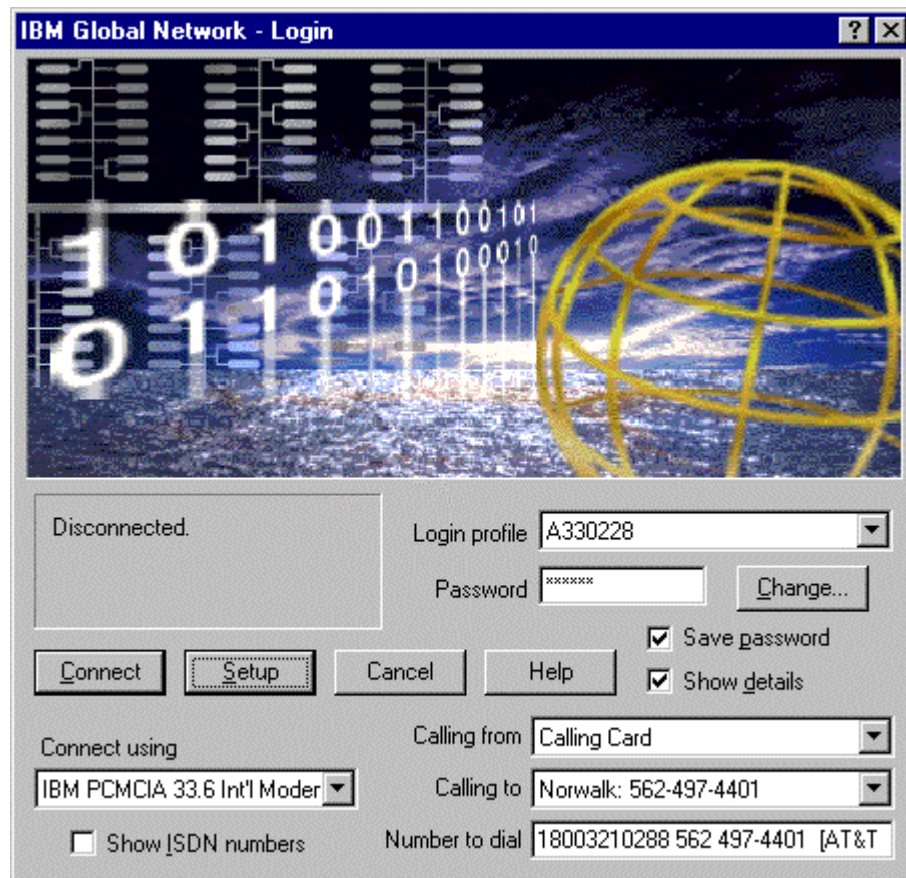 IBM Global Network - Login
1 0 1 0 0 1 1 0 0 1 0 1
0 1 1 0 1 0 1 0 0 0 1 0
Disconnected.
Login profile A330228
Password ****** Change...
Save password
Connect Setup Cancel Help
Show details
Calling from Calling Card
Connect using
IBM PCMCIA 33.6 Int'l Moder
Calling to Norwalk: 562-497-4401
Show ISDN numbers
Number to dial 18003210288 562 497-4401 [AT&T